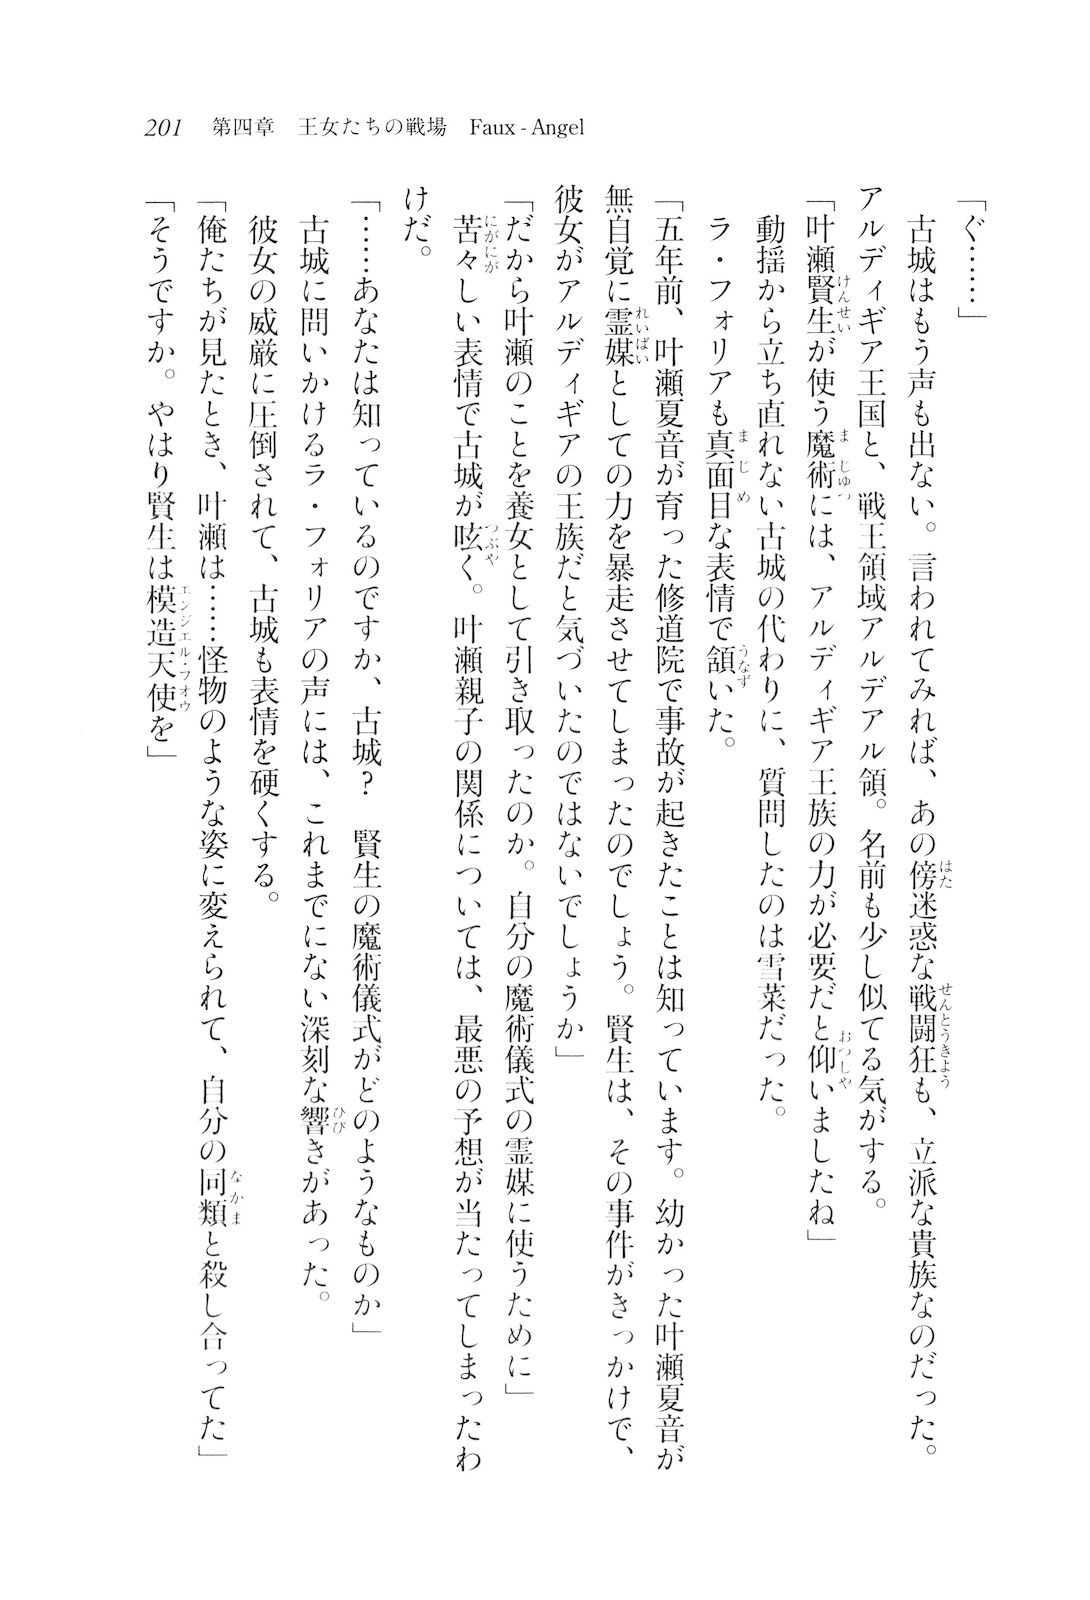 201 第四章 王女たちの戦場 Faux - Angel
「ぐ……」
古城はもう声も出ない。言われてみれば、あの傍迷惑な戦闘狂も、立派な貴族なのだった。
アルディギア王国と、戦王領域アルデアル領。名前も少し似てる気がする。
「叶瀬賢生が使う魔術には、アルディギア王族の力が必要だと仰いましたね」
動揺から立ち直れない古城の代わりに、質問したのは雪菜だった。
ラ・フォリアも真面目な表情で頷いた。
「五年前、叶瀬夏音が育った修道院で事故が起きたことは知っています。幼かった叶瀬夏音が
無自覚に霊媒としての力を暴走させてしまったのでしょう。賢生は、その事件がきっかけで、
彼女がアルディギアの王族だと気づいたのではないでしょうか」
「だから叶瀬のことを養女として引き取ったのか。自分の魔術儀式の霊媒に使うために」
苦々しい表情で古城が呟く。叶瀬親子の関係については、最悪の予想が当たってしまったわ
けだ。
「……あなたは知っているのですか、古城？ 賢生の魔術儀式がどのようなものか」
古城に問いかけるラ・フォリアの声には、これまでにない深刻な響きがあった。
彼女の威厳に圧倒されて、古城も表情を硬くする。
「俺たちが見たとき、叶瀬は……怪物のような姿に変えられて、自分の同類と殺し合ってた」
「そうですか。やはり賢生は模造天使を」